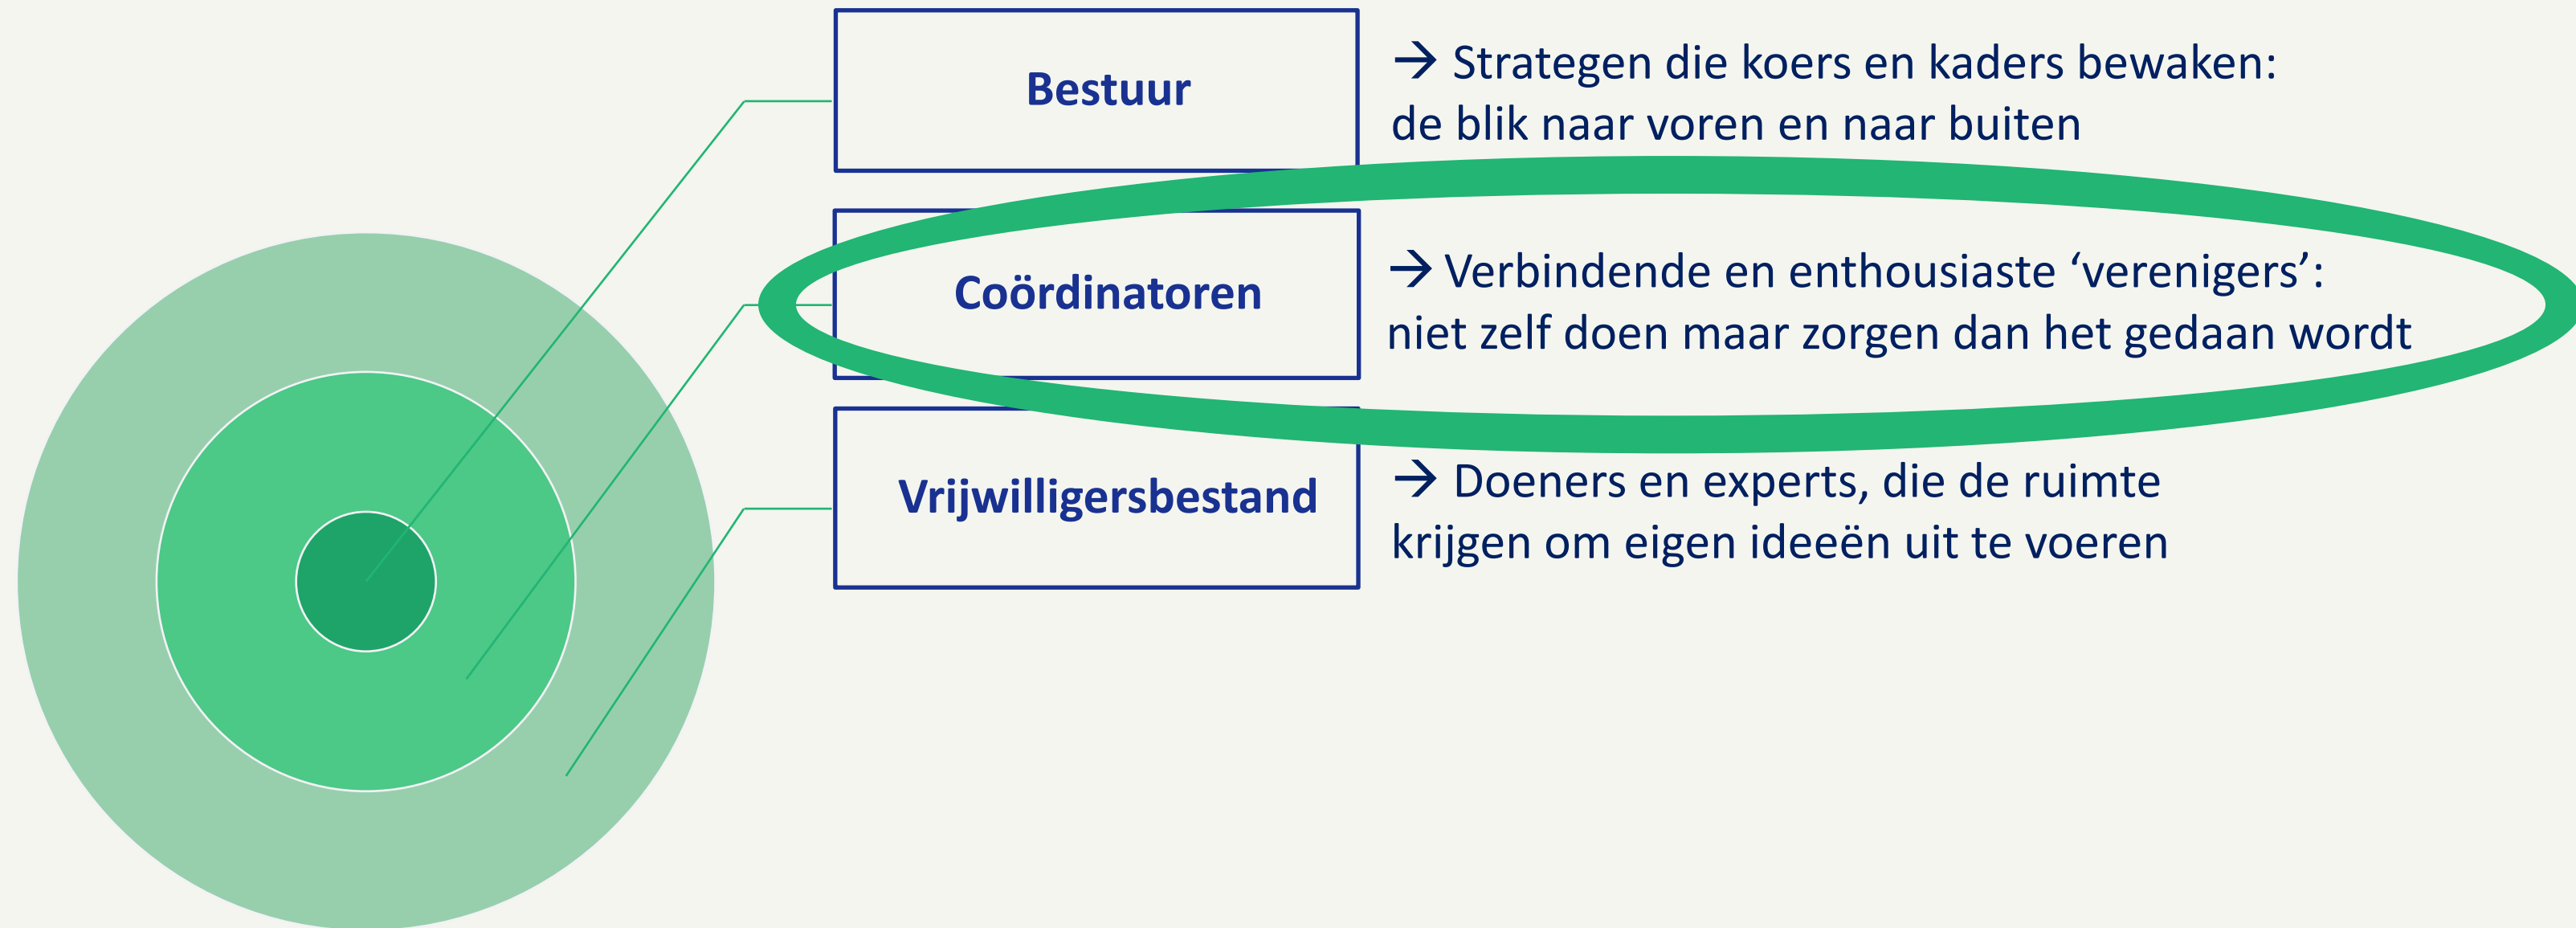 Bestuur
→ Strategen die koers en kaders bewaken:
de blik naar voren en naar buiten
Coördinatoren
→ Verbindende en enthousiaste ‘verenigers’:
niet zelf doen maar zorgen dan het gedaan wordt
Vrijwilligersbestand
→ Doeners en experts, die de ruimte
krijgen om eigen ideeën uit te voeren